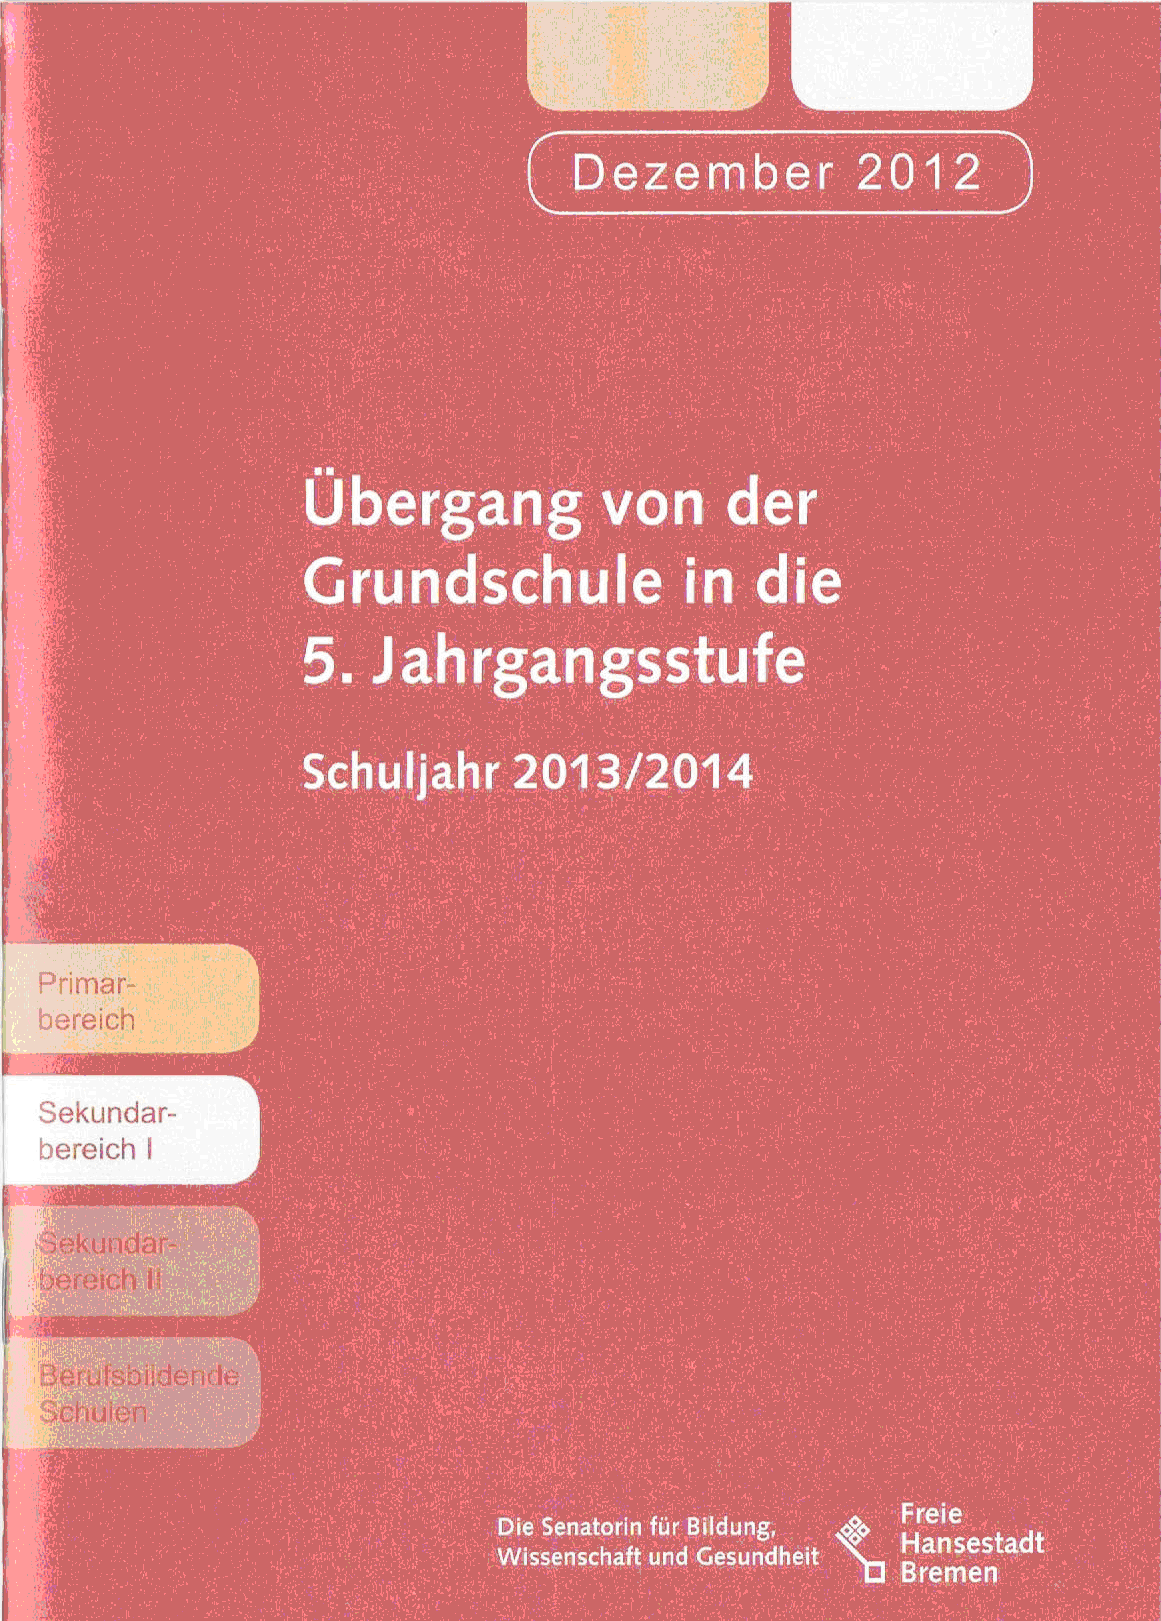 Dezember 2012
Übergang von der
Grundschule in die
5. Jahrgangsstufe
Schuljahr 2013/2014
Primar-
bereich
Sekundar-
bereich I
Sekundar-
bereich II
Berufsbildende
Schulen
Die Senatorin für Bildung,
Wissenschaft und Gesundheit
Freie
Hansestadt
Bremen